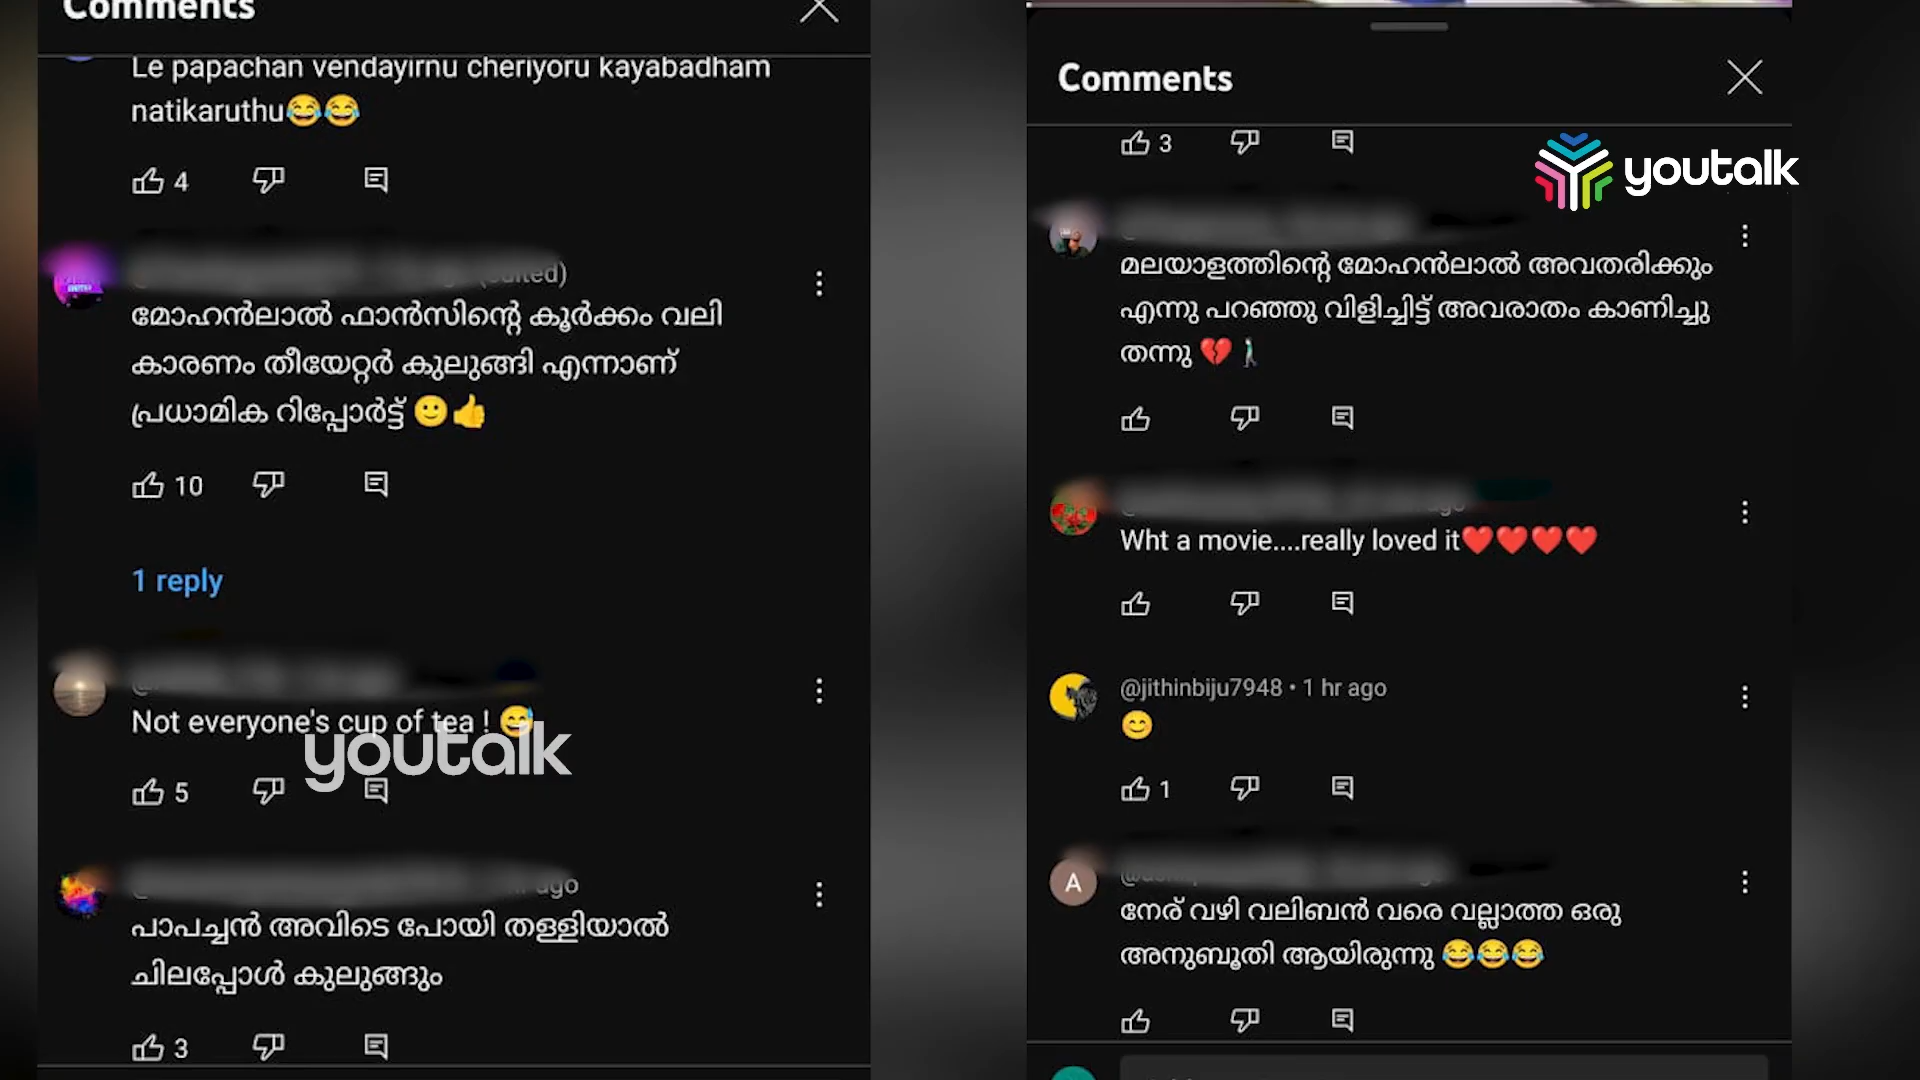 Comments
Le papachan vendayirnu cheriyoru kayabadham
natikaruthu😂😂
4
മോഹൻലാൽ ഫാൻസിന്റെ കൂർക്കം വലി
കാരണം തീയേറ്റർ കുലുങ്ങി എന്നാണ്
പ്രധാമിക റിപ്പോർട്ട് 🙂👍
10
1 reply
Not everyone's cup of tea ! 😅
youtalk
5
ago
പാപച്ചൻ അവിടെ പോയി തള്ളിയാൽ
ചിലപ്പോൾ കുലുങ്ങും
3
Comments
3
youtalk
മലയാളത്തിന്റെ മോഹൻലാൽ അവതരിക്കും
എന്നു പറഞ്ഞു വിളിച്ചിട്ട് അവരാതം കാണിച്ചു
തന്നു 💔🚶
Wht a movie....really loved it❤️❤️❤️❤️
@jithinbiju7948 • 1 hr ago
😊
1
A
നേര് വഴി വലിബൻ വരെ വല്ലാത്ത ഒരു
അനുബൂതി ആയിരുന്നു 😂😂😂